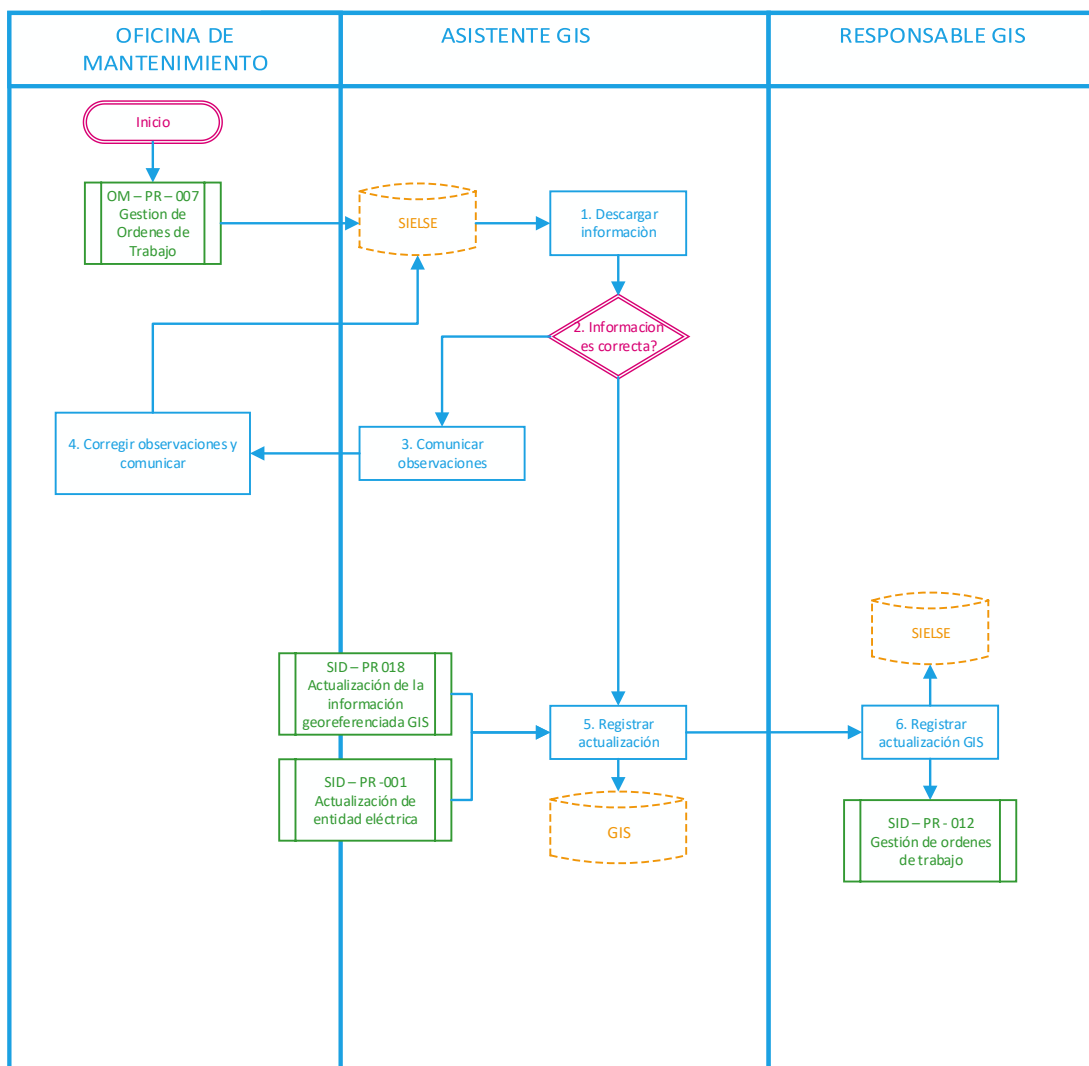 OFICINA DE
MANTENIMIENTO
ASISTENTE GIS
RESPONSABLE GIS
Inicio
OM – PR – 007
Gestion de
Ordenes de
Trabajo
SIELSE
1. Descargar
informaciòn
2. Informacion
es correcta?
3. Comunicar
observaciones
4. Corregir observaciones y
comunicar
SID – PR 018
Actualización de la
información
georeferenciada GIS
SID – PR -001
Actualización de
entidad eléctrica
5. Registrar
actualización
GIS
SIELSE
6. Registrar
actualización GIS
SID – PR - 012
Gestión de ordenes
de trabajo